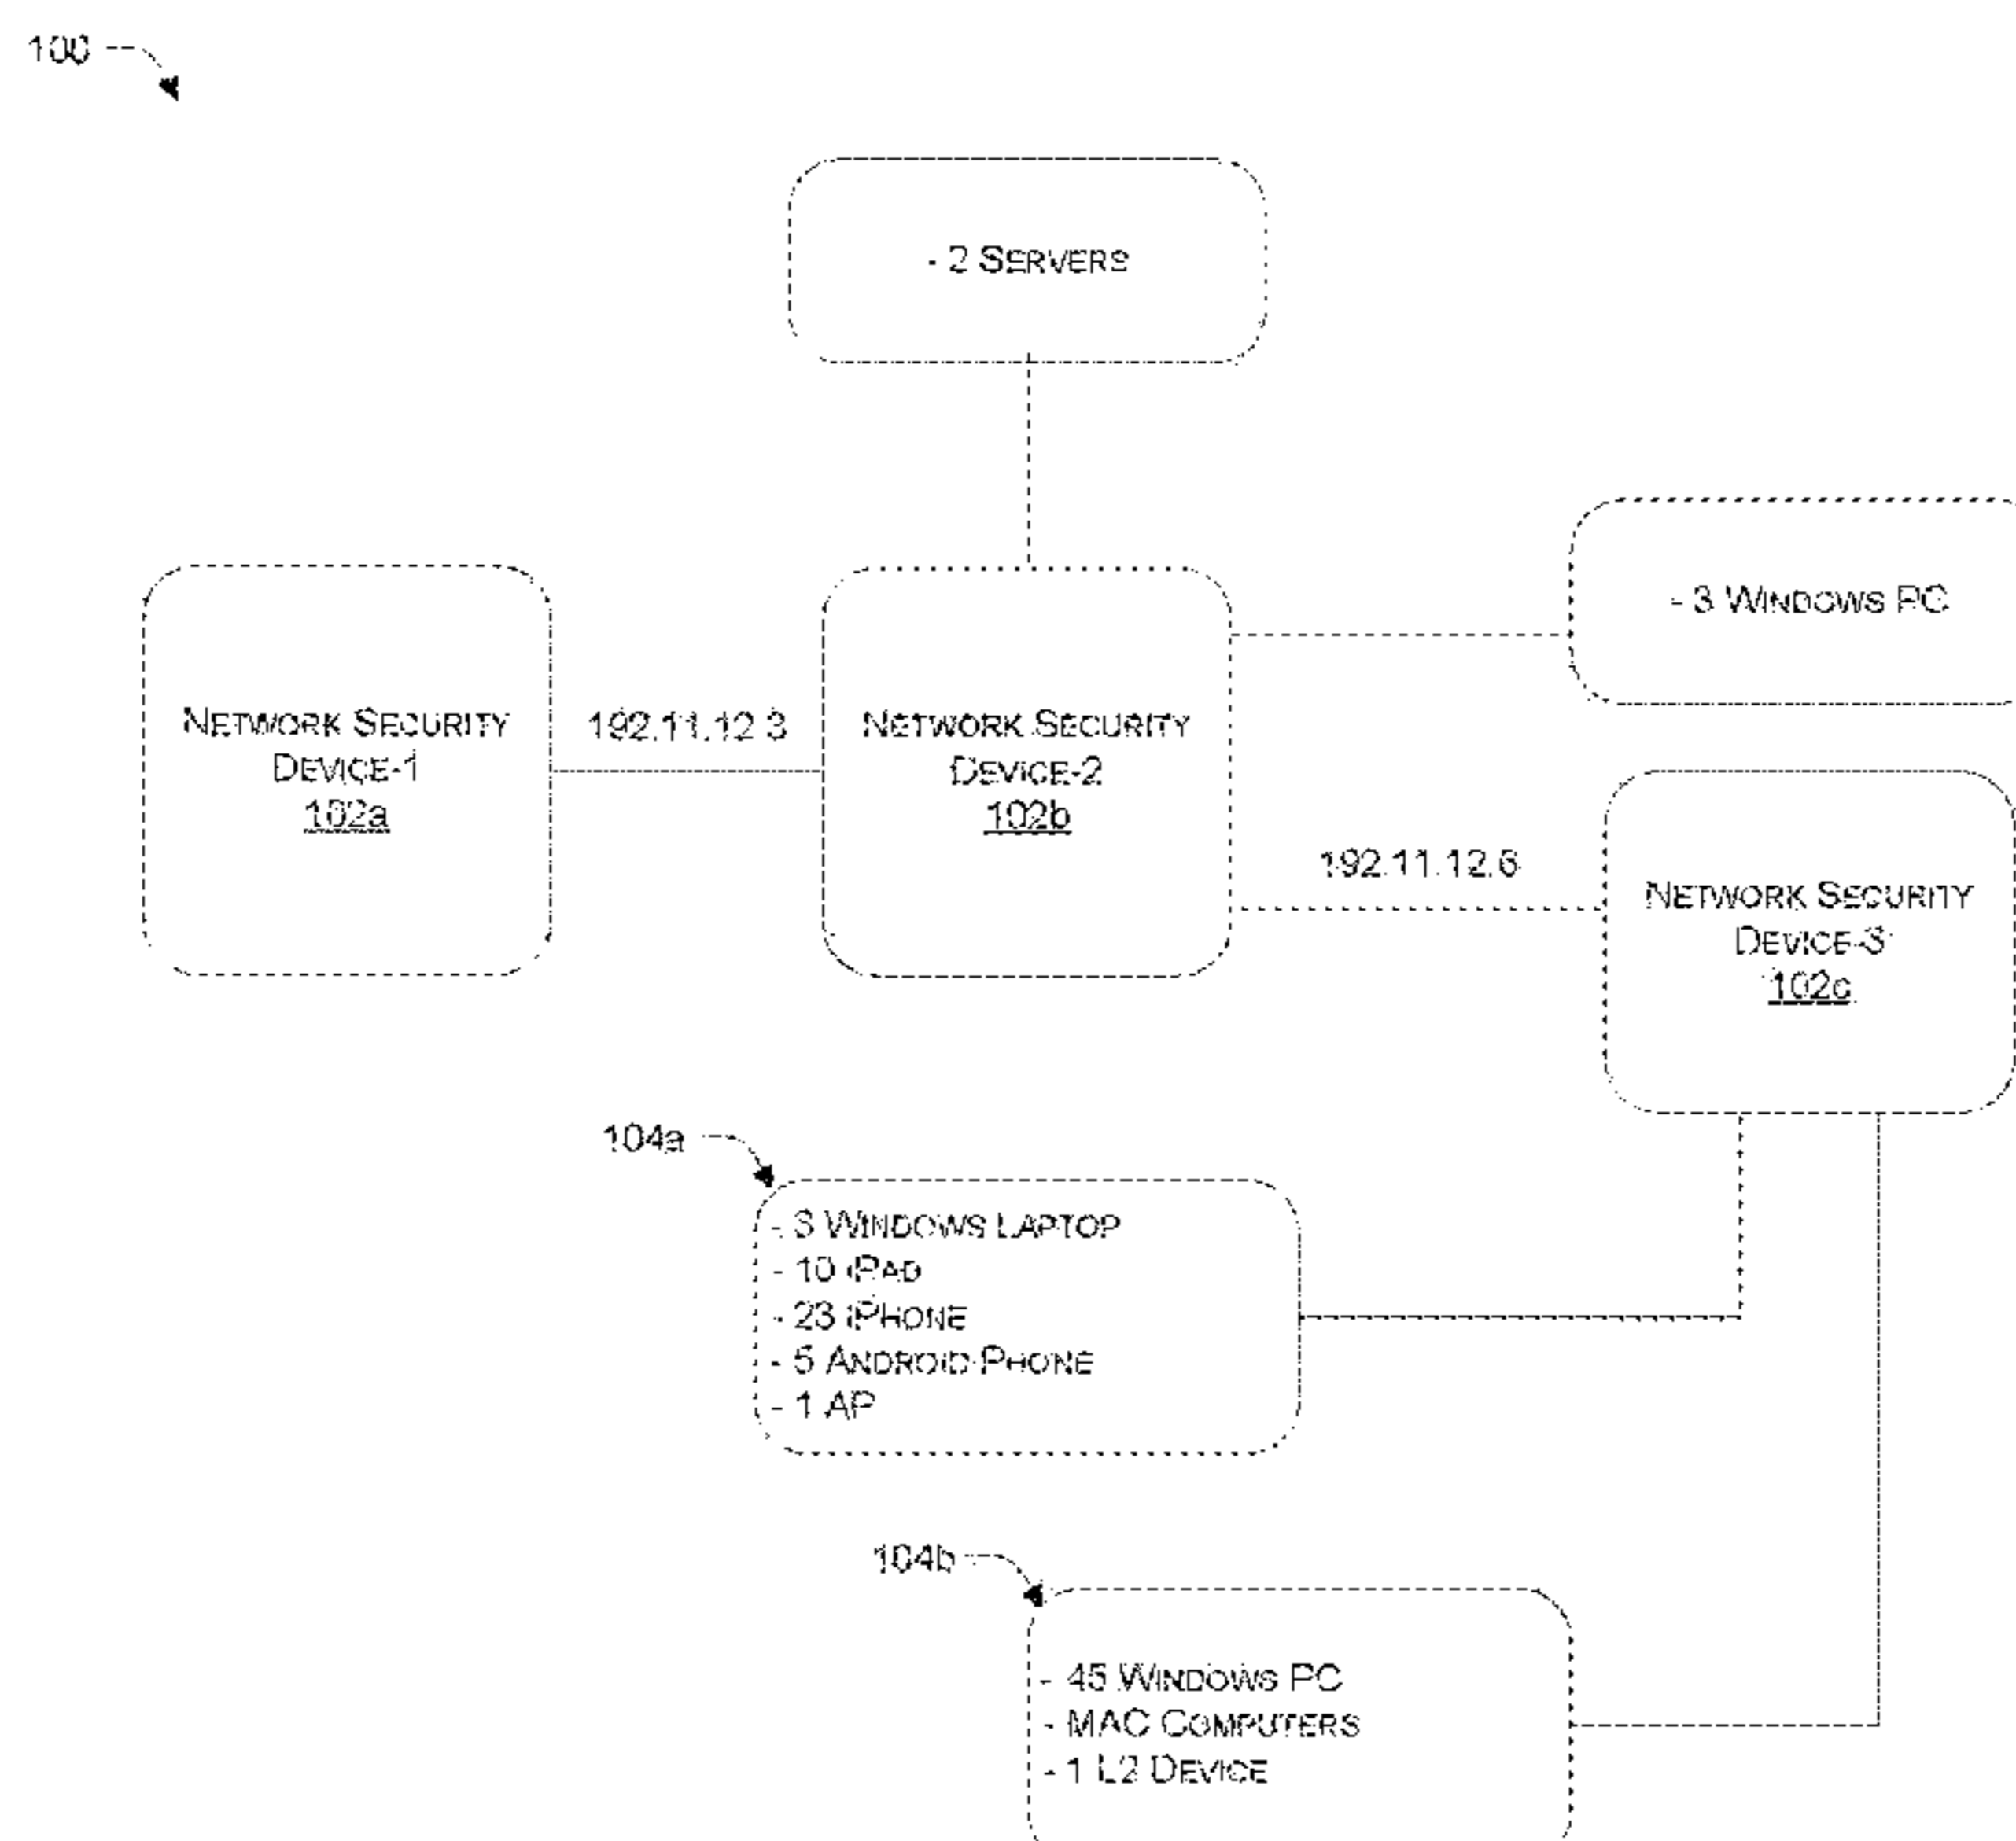 100
- 2 SERVERS
- 3 WINDOWS PC
NETWORK SECURITY
DEVICE-1
102a
192.11.12.3
NETWORK SECURITY
DEVICE-2
102b
192.11.12.6
NETWORK SECURITY
DEVICE-3
102c
104a
- 3 WINDOWS LAPTOP
- 10 iPAD
- 23 iPHONE
- 5 ANDROID PHONE
- 1 AP
104b
- 45 WINDOWS PC
- MAC COMPUTERS
- 1 L2 DEVICE